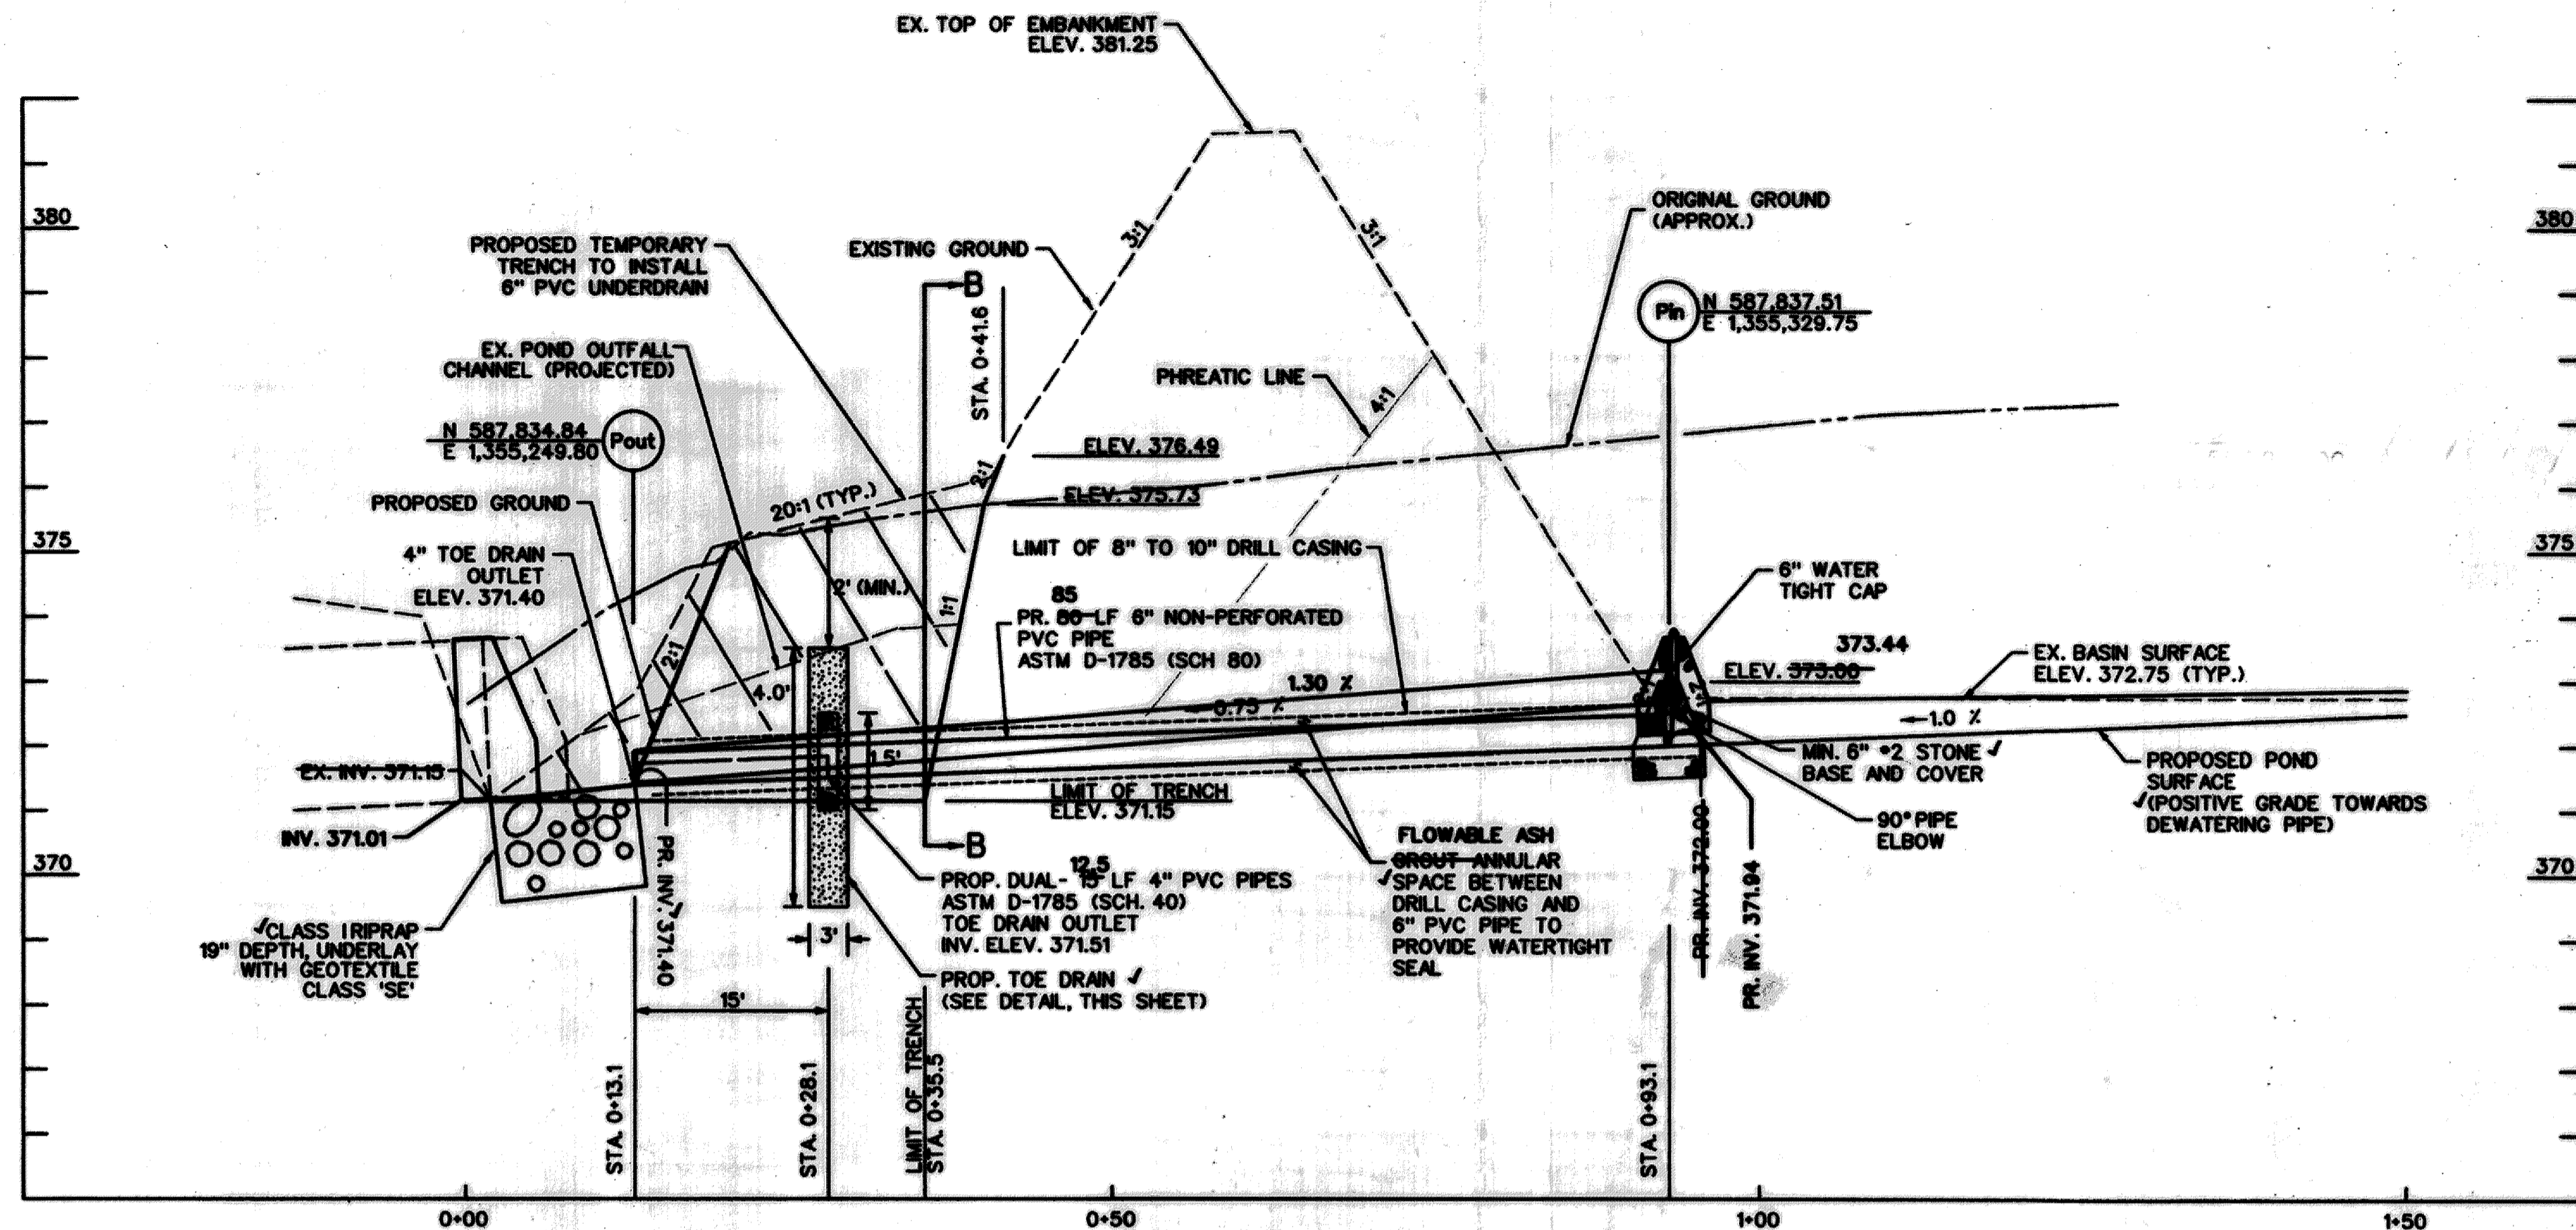 EX. TOP OF EMBANKMENT
ELEV. 381.25
380
380
375
375
370
370
PROPOSED TEMPORARY
TRENCH TO INSTALL
6" PVC UNDERDRAIN
EXISTING GROUND
3:1
3:1
ORIGINAL GROUND
(APPROX.)
B
STA. 0+41.6
Pin
N 587,837.51
E 1,355,329.75
EX. POND OUTFALL
CHANNEL (PROJECTED)
PHREATIC LINE
4:1
N 587,834.84
E 1,355,249.80
Pout
ELEV. 376.49
2:1
20:1 (TYP.)
ELEV. 375.73
PROPOSED GROUND
4" TOE DRAIN
OUTLET
ELEV. 371.40
LIMIT OF 8" TO 10" DRILL CASING
2' (MIN.)
1:1
85
PR. 80 LF 6" NON-PERFORATED
PVC PIPE
ASTM D-1785 (SCH 80)
6" WATER
TIGHT CAP
373.44
ELEV. 373.00
EX. BASIN SURFACE
ELEV. 372.75 (TYP.)
2:1
4.0'
1.30 %
0.75 %
1.0 %
1.5'
EX. INV. 371.15
INV. 371.01
LIMIT OF TRENCH
ELEV. 371.15
MIN. 6" #2 STONE ✓
BASE AND COVER
90° PIPE
ELBOW
PROPOSED POND
SURFACE
✓(POSITIVE GRADE TOWARDS
DEWATERING PIPE)
B
PR. INV. 371.40
✓
12.5
PROP. DUAL- 15 LF 4" PVC PIPES
ASTM D-1785 (SCH. 40)
TOE DRAIN OUTLET
INV. ELEV. 371.51
FLOWABLE ASH
GROUT ANNULAR
✓SPACE BETWEEN
DRILL CASING AND
6" PVC PIPE TO
PROVIDE WATERTIGHT
SEAL
PR. INV. 372.00
PR. INV. 371.94
✓CLASS I RIPRAP
19" DEPTH, UNDERLAY
WITH GEOTEXTILE
CLASS 'SE'
3'
PROP. TOE DRAIN ✓
(SEE DETAIL, THIS SHEET)
15'
STA. 0+13.1
STA. 0+28.1
LIMIT OF TRENCH
STA. 0+35.5
STA. 0+93.1
0+00
0+50
1+00
1+50